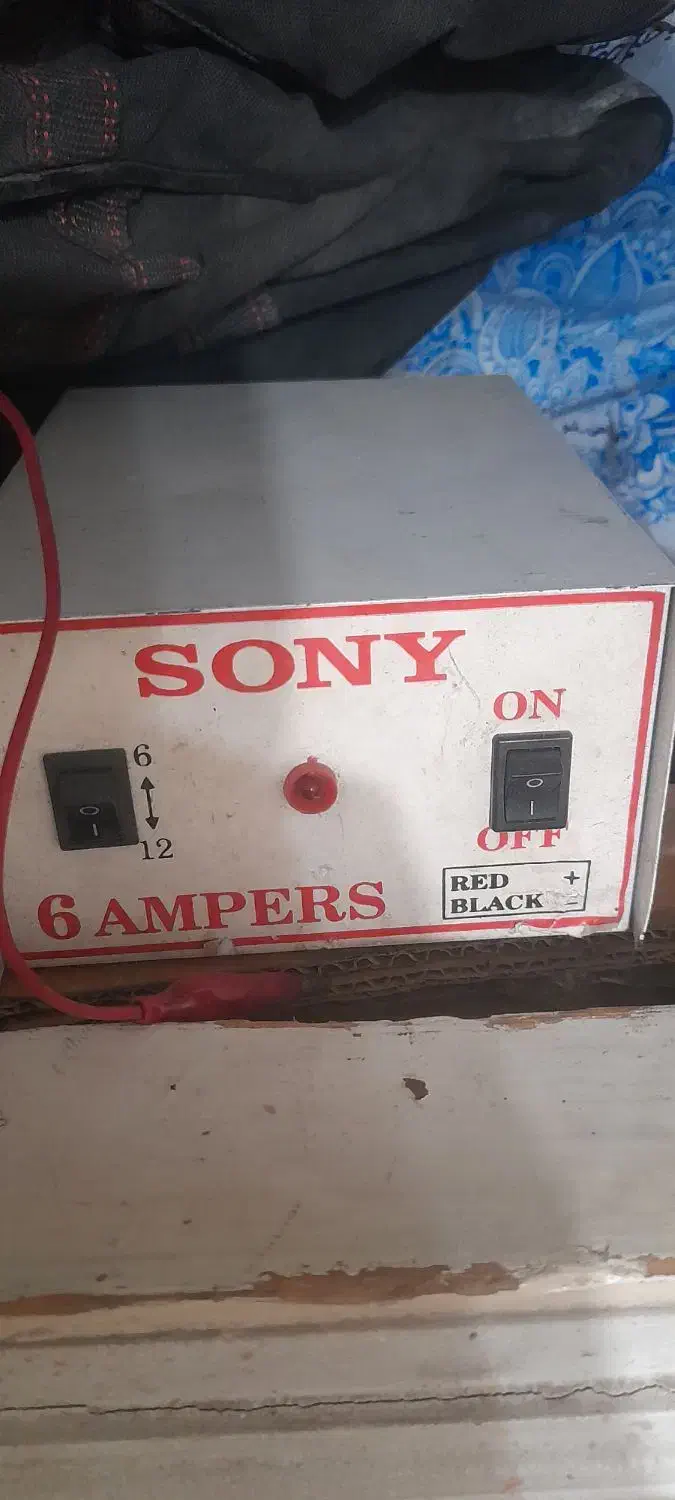 SONY
ON
6
12
OFF
6 AMPERS
RED +
BLACK -